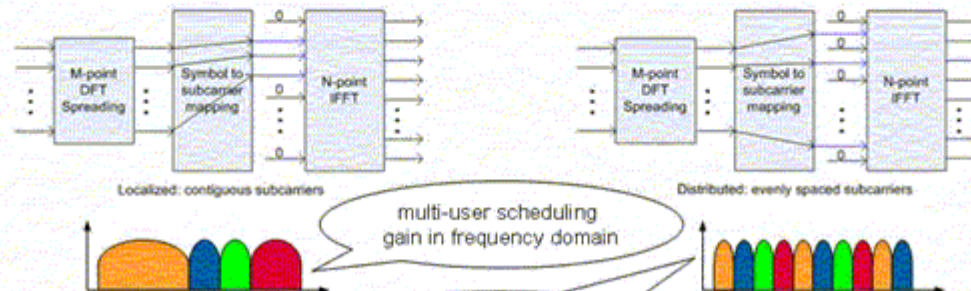 0
0
0
M-point
DFT
Spreading
Symbol to
subcarrier
mapping
N-point
IFFT
Localized: contiguous subcarriers
0
0
0
0
M-point
DFT
Spreading
Symbol to
subcarrier
mapping
N-point
IFFT
Distributed: evenly spaced subcarriers
multi-user scheduling
gain in frequency domain